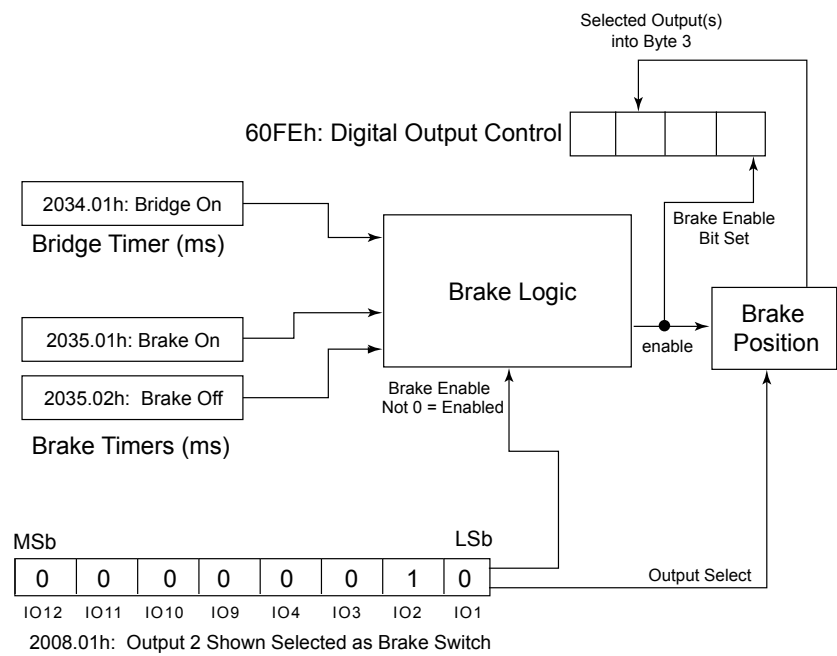 Selected Output(s)
into Byte 3
60FEh: Digital Output Control
2034.01h: Bridge On
Bridge Timer (ms)
Brake Enable
Bit Set
Brake Logic
Brake
Position
2035.01h: Brake On
enable
2035.02h: Brake Off
Brake Enable
Not 0 = Enabled
Brake Timers (ms)
MSb LSb
0 0 0 0 0 0 1 0
Output Select
IO12 IO11 IO10 IO9 IO4 IO3 IO2 IO1
2008.01h: Output 2 Shown Selected as Brake Switch